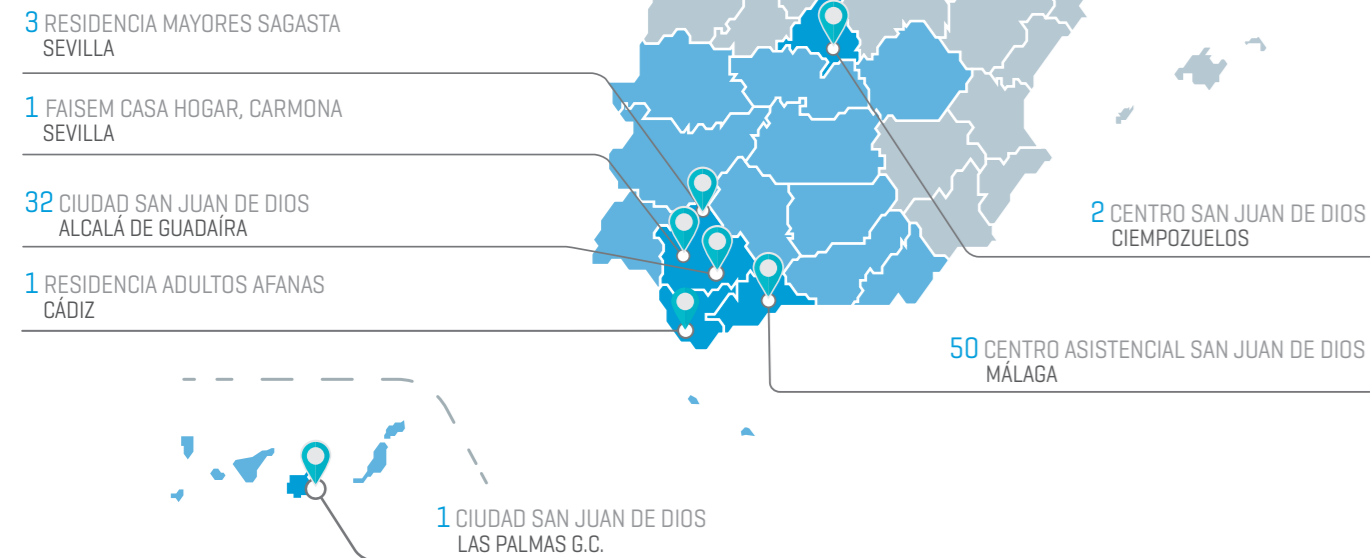 3 RESIDENCIA MAYORES SAGASTA
SEVILLA
1 FAISEM CASA HOGAR, CARMONA
SEVILLA
32 CIUDAD SAN JUAN DE DIOS
ALCALÁ DE GUADAÍRA
1 RESIDENCIA ADULTOS AFANAS
CÁDIZ
2 CENTRO SAN JUAN DE DIOS
CIEMPOZUELOS
50 CENTRO ASISTENCIAL SAN JUAN DE DIOS
MÁLAGA
1 CIUDAD SAN JUAN DE DIOS
LAS PALMAS G.C.